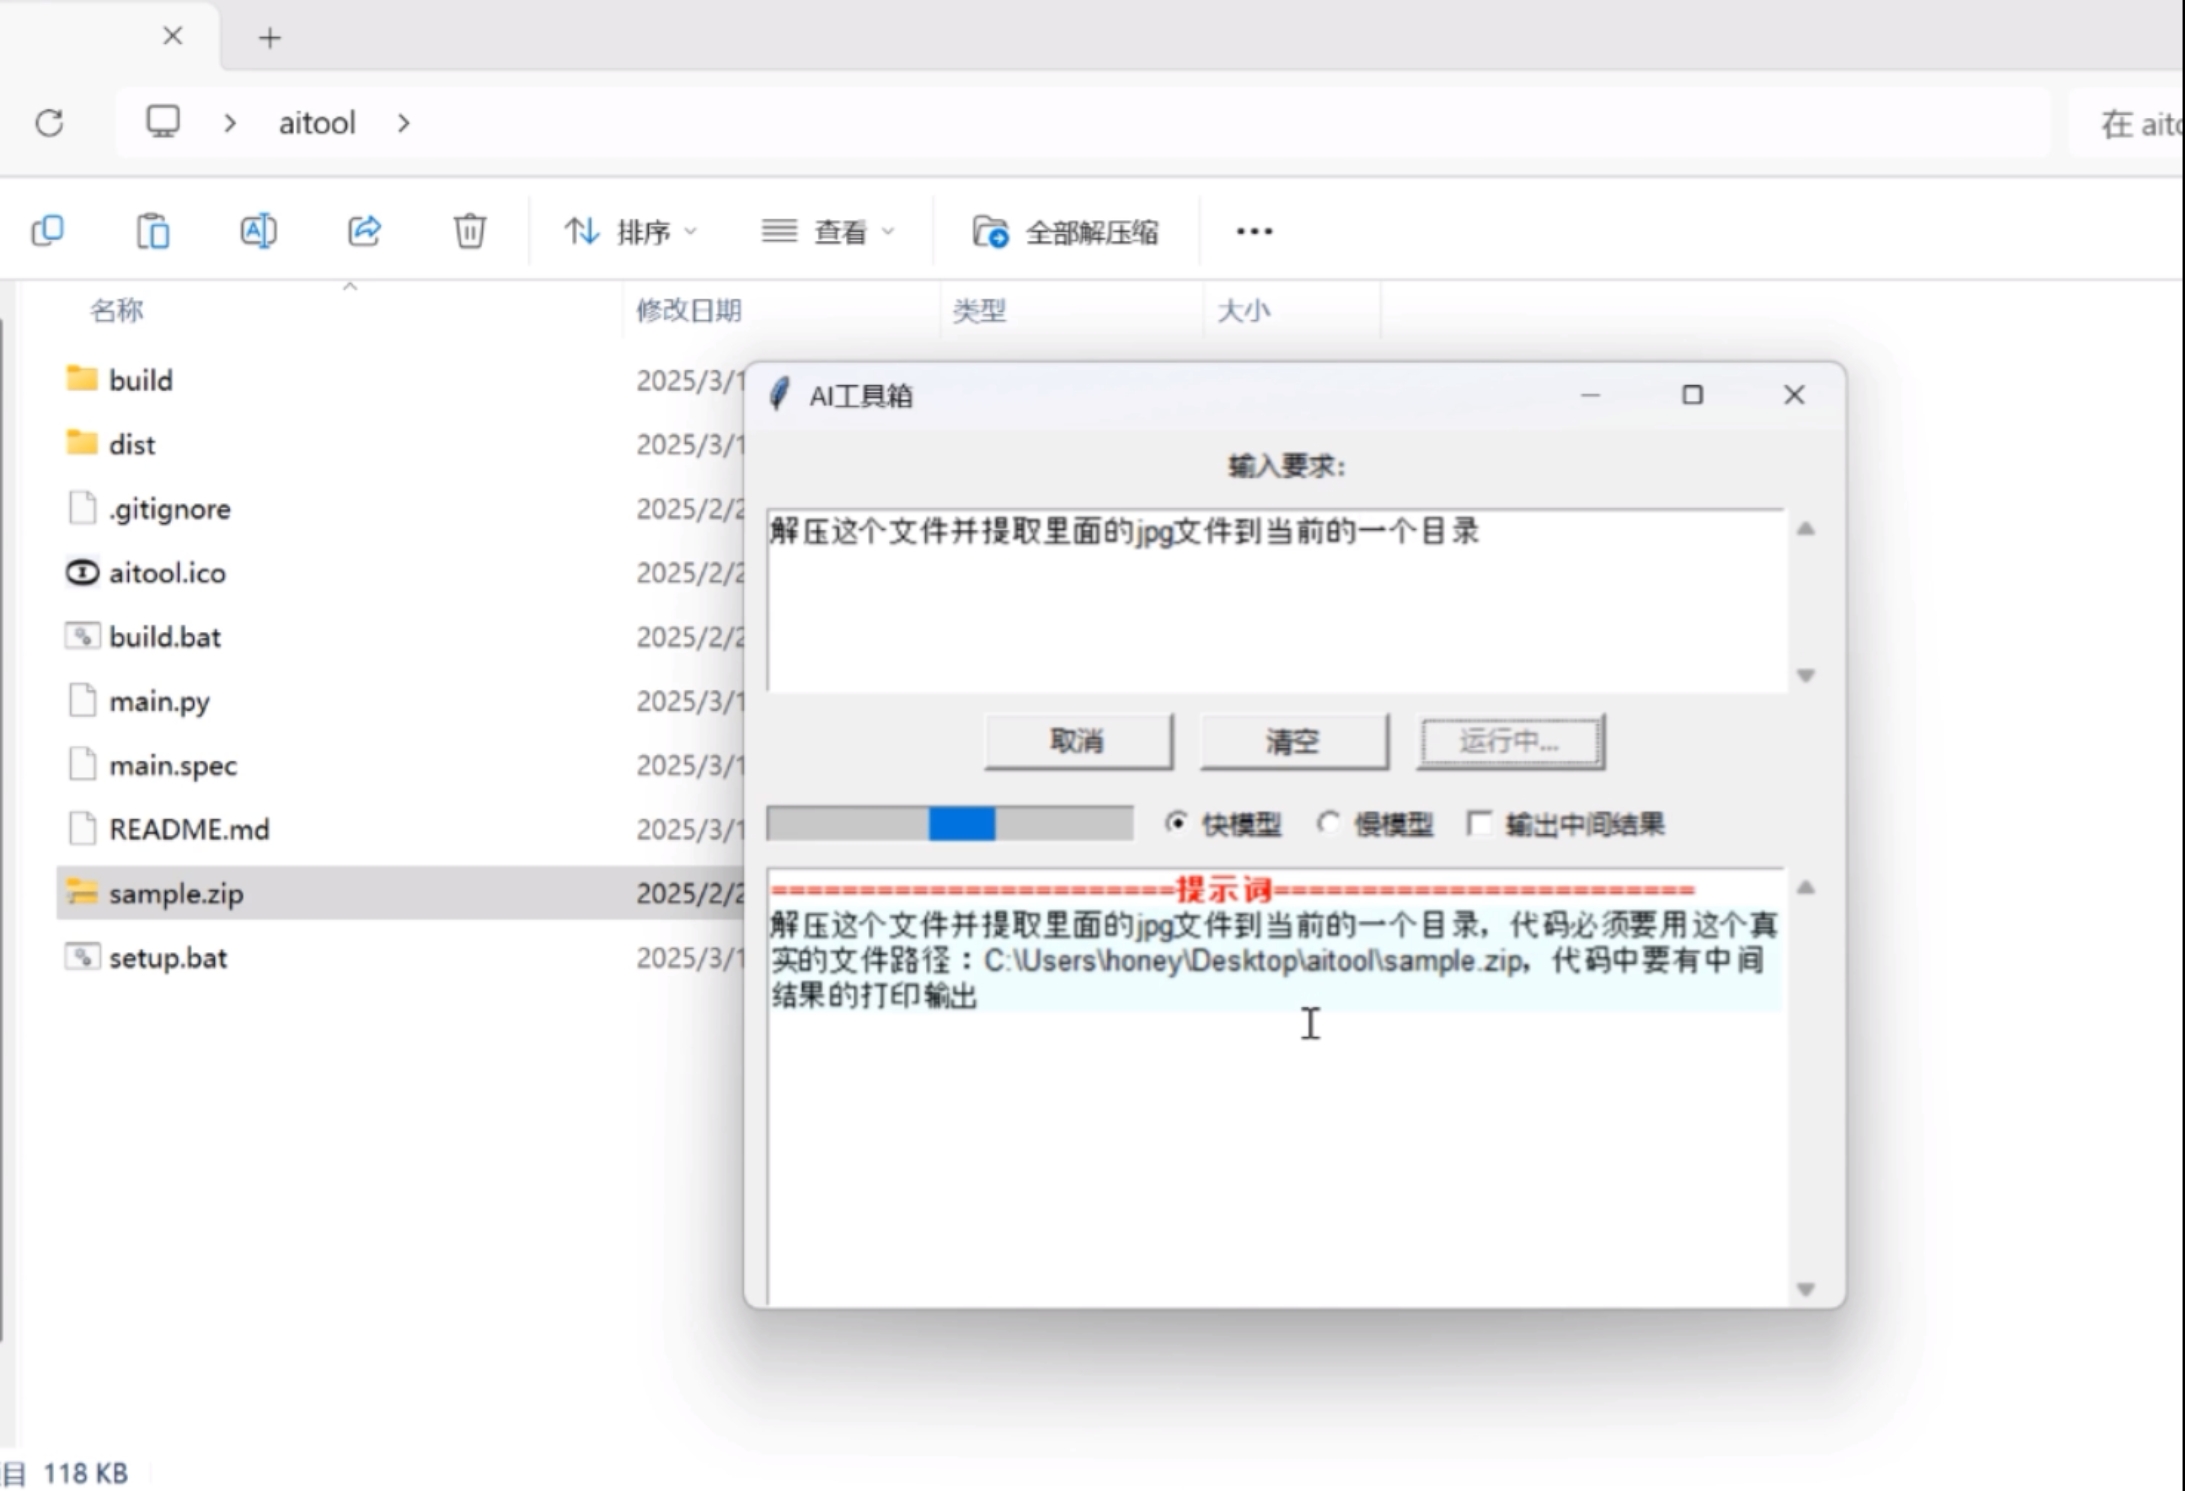 aitool
在 aito
排序
查看
全部解压缩
名称
修改日期
类型
大小
build
2025/3/1
dist
2025/3/1
.gitignore
2025/2/2
aitool.ico
2025/2/2
build.bat
2025/2/2
main.py
2025/3/1
main.spec
2025/3/1
README.md
2025/3/1
sample.zip
2025/2/2
setup.bat
2025/3/1
AI工具箱
输入要求:
解压这个文件并提取里面的jpg文件到当前的一个目录
取消
清空
运行中...
快模型
慢模型
输出中间结果
=======================提示词========================
解压这个文件并提取里面的jpg文件到当前的一个目录，代码必须要用这个真
实的文件路径：C:\Users\honey\Desktop\aitool\sample.zip，代码中要有中间
结果的打印输出
目 118 KB